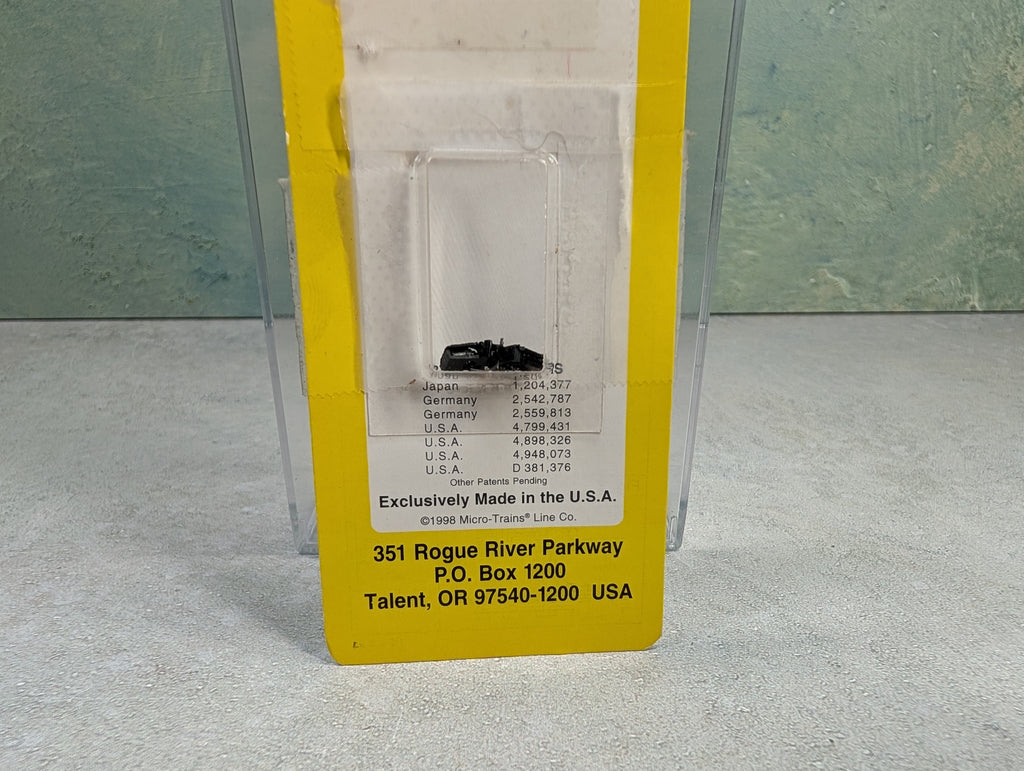 Japan 1,204,377
Germany 2,542,787
Germany 2,559,813
U.S.A. 4,799,431
U.S.A. 4,898,326
U.S.A. 4,948,073
U.S.A. D 381,376
Other Patents Pending
Exclusively Made in the U.S.A.
©1998 Micro-Trains® Line Co.
351 Rogue River Parkway
P.O. Box 1200
Talent, OR 97540-1200 USA